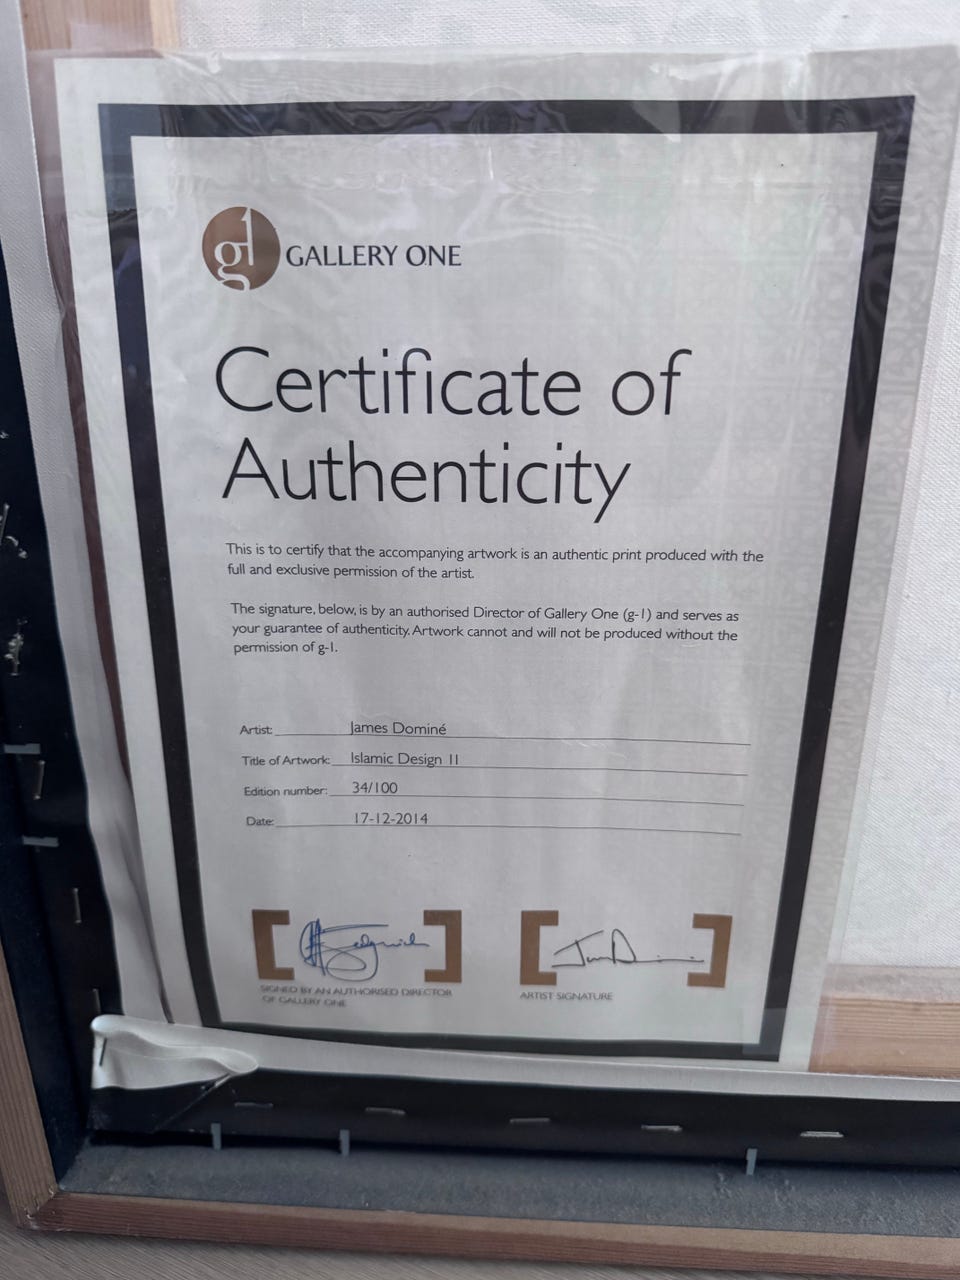 g1 GALLERY ONE
Certificate of
Authenticity
This is to certify that the accompanying artwork is an authentic print produced with the
full and exclusive permission of the artist.
The signature, below, is by an authorised Director of Gallery One (g-1) and serves as
your guarantee of authenticity. Artwork cannot and will not be produced without the
permission of g-1.
Artist: James Dominé
Title of Artwork: Islamic Design II
Edition number: 34/100
Date: 17-12-2014
SIGNED BY AN AUTHORISED DIRECTOR
OF GALLERY ONE
ARTIST SIGNATURE